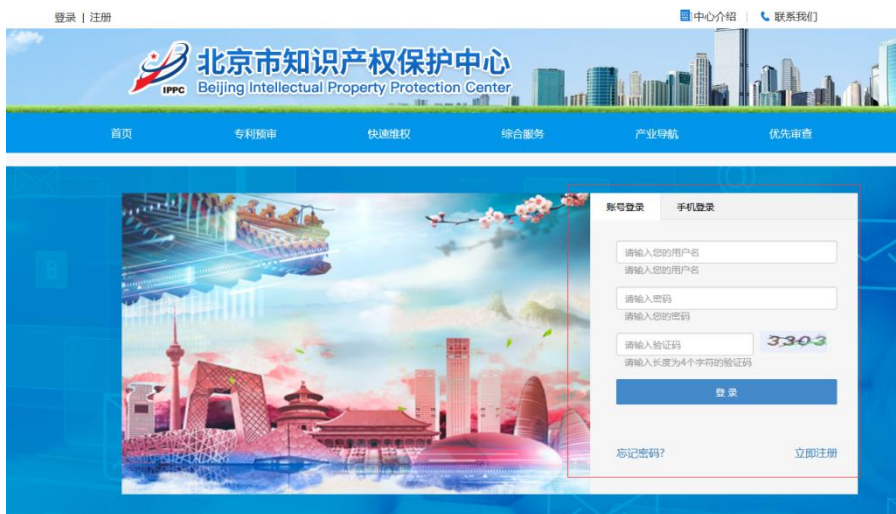 登录 | 注册
中心介绍 | 联系我们
北京市知识产权保护中心
IPPC Beijing Intellectual Property Protection Center
首页 专利预审 快速维权 综合服务 产业导航 优先审查
账号登录 手机登录
请输入您的用户名
请输入您的用户名
请输入密码
请输入您的密码
请输入验证码 3303
请输入长度为4个字符的验证码
登 录
忘记密码? 立即注册